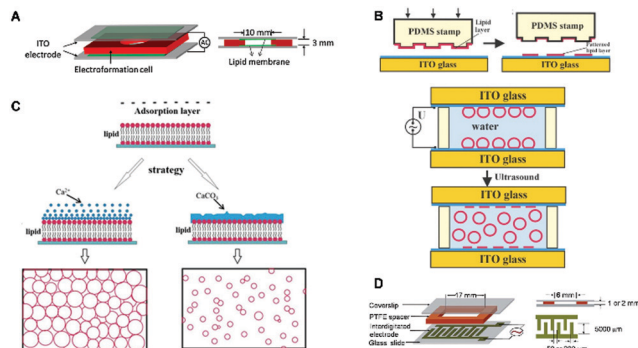 A
ITO
electrode
AC
Electroformation cell
10 mm
3 mm
Lipid membrane
B
PDMS stamp
Lipid
layer
ITO glass
PDMS stamp
Patterned
lipid layer
ITO glass
ITO glass
U
water
ITO glass
Ultrasound
ITO glass
ITO glass
C
Adsorption layer
lipid
strategy
Ca²⁺
lipid
CaCO₃
lipid
D
17 mm
Coverslip
PTFE spacer
Interdigitated
electrode
Glass slide
6 mm
1 or 2 mm
5000 μm